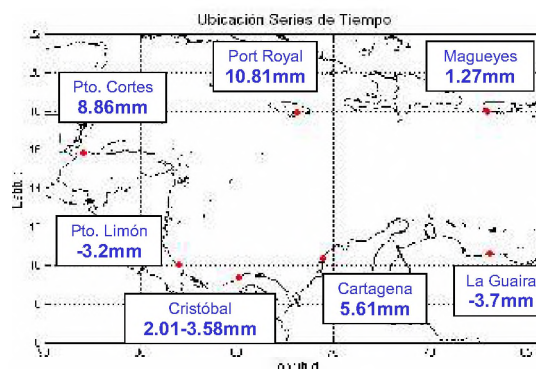 Ubicación Series de Tiempo
Port Royal
10.81mm
Magueyes
1.27mm
Pto. Cortes
8.86mm
Pto. Limón
-3.2mm
Cristóbal
2.01-3.58mm
Cartagena
5.61mm
La Guaira
-3.7mm